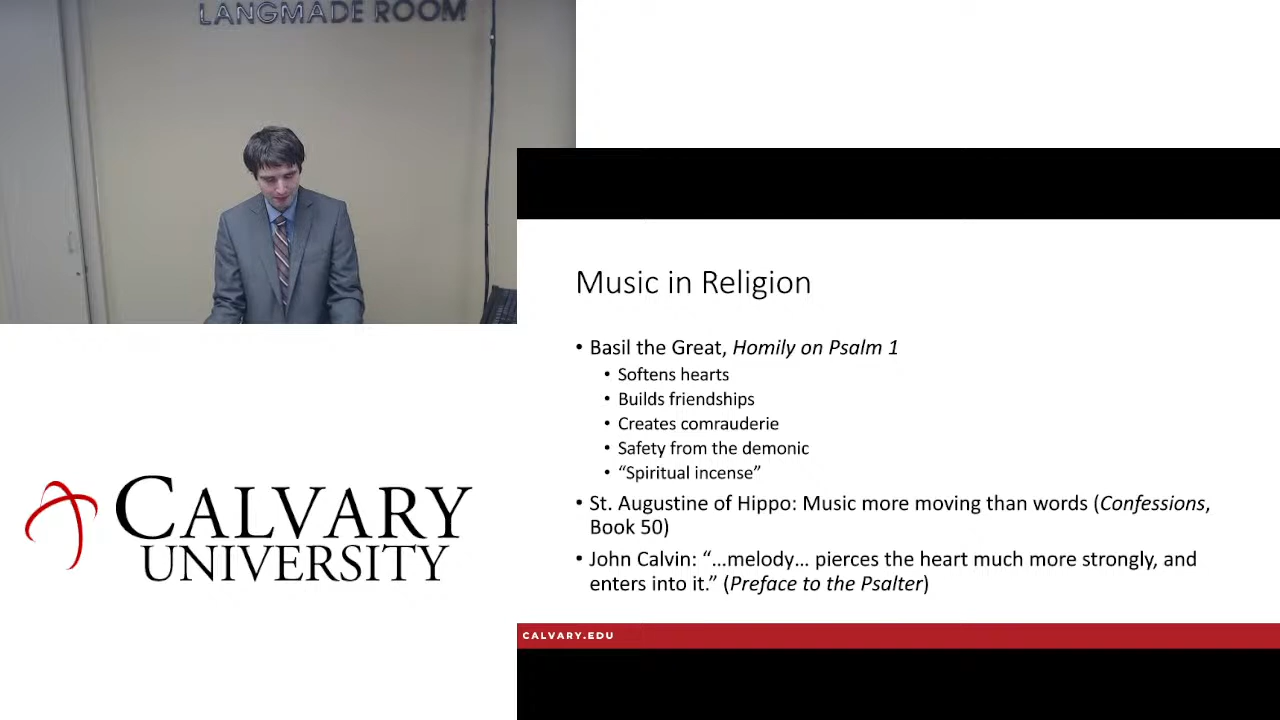 LANGMADE ROOM
Music in Religion
• Basil the Great, Homily on Psalm 1
• Softens hearts
• Builds friendships
• Creates comrauderie
• Safety from the demonic
• “Spiritual incense”
• St. Augustine of Hippo: Music more moving than words (Confessions,
Book 50)
• John Calvin: “…melody… pierces the heart much more strongly, and
enters into it.” (Preface to the Psalter)
CALVARY
UNIVERSITY
CALVARY.EDU